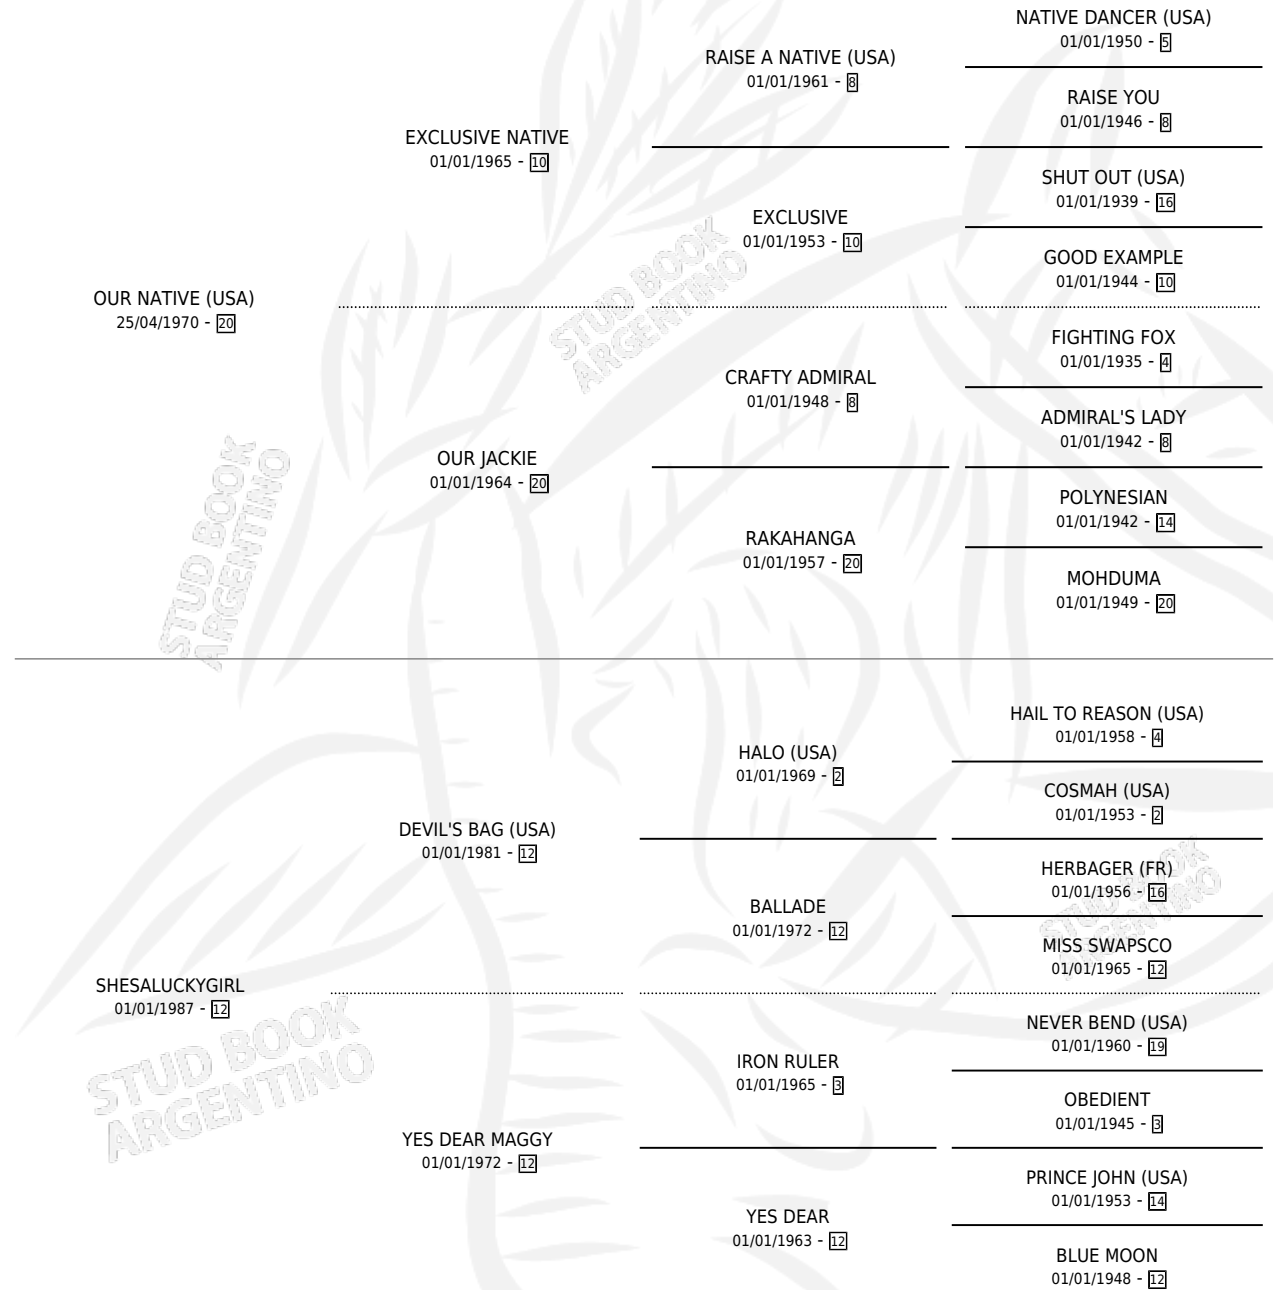 NATIVE DANCER (USA)
01/01/1950 - 5
RAISE A NATIVE (USA)
01/01/1961 - 8
RAISE YOU
01/01/1946 - 8
EXCLUSIVE NATIVE
01/01/1965 - 10
SHUT OUT (USA)
01/01/1939 - 16
EXCLUSIVE
01/01/1953 - 10
GOOD EXAMPLE
01/01/1944 - 10
OUR NATIVE (USA)
25/04/1970 - 20
STUD BOOK
ARGENTINO
FIGHTING FOX
01/01/1935 - 4
CRAFTY ADMIRAL
01/01/1948 - 8
ADMIRAL'S LADY
01/01/1942 - 8
OUR JACKIE
01/01/1964 - 20
POLYNESIAN
01/01/1942 - 14
RAKAHANGA
01/01/1957 - 20
MOHDUMA
01/01/1949 - 20
STUD BOOK
ARGENTINO
HAIL TO REASON (USA)
01/01/1958 - 4
HALO (USA)
01/01/1969 - 2
COSMAH (USA)
01/01/1953 - 2
DEVIL'S BAG (USA)
01/01/1981 - 12
HERBAGER (FR)
01/01/1956 - 16
BALLADE
01/01/1972 - 12
STUD BOOK
ARGENTINO
MISS SWAPSCO
01/01/1965 - 12
SHESALUCKYGIRL
01/01/1987 - 12
NEVER BEND (USA)
01/01/1960 - 19
IRON RULER
01/01/1965 - 3
STUD BOOK
ARGENTINO
OBEDIENT
01/01/1945 - 3
YES DEAR MAGGY
01/01/1972 - 12
PRINCE JOHN (USA)
01/01/1953 - 14
YES DEAR
01/01/1963 - 12
BLUE MOON
01/01/1948 - 12